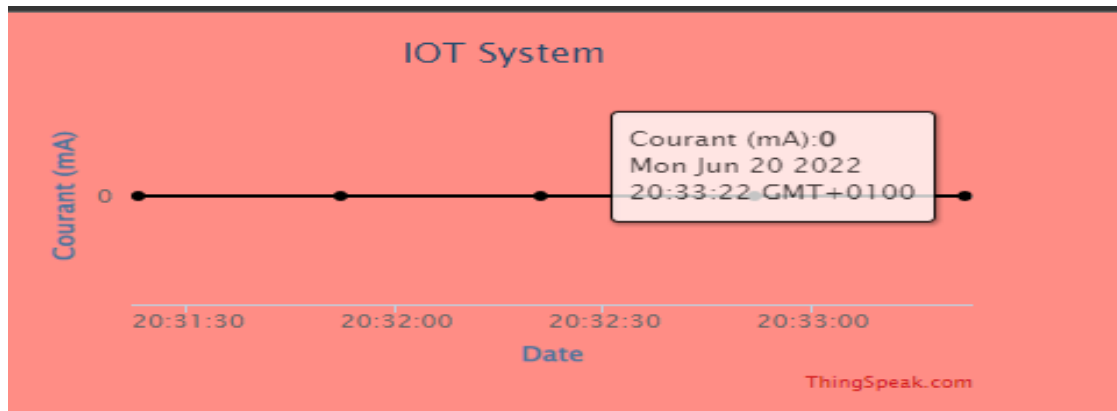 IOT System
Courant (mA)
0
Courant (mA):0
Mon Jun 20 2022
20:33:22 GMT+0100
20:31:30 20:32:00 20:32:30 20:33:00
Date
ThingSpeak.com